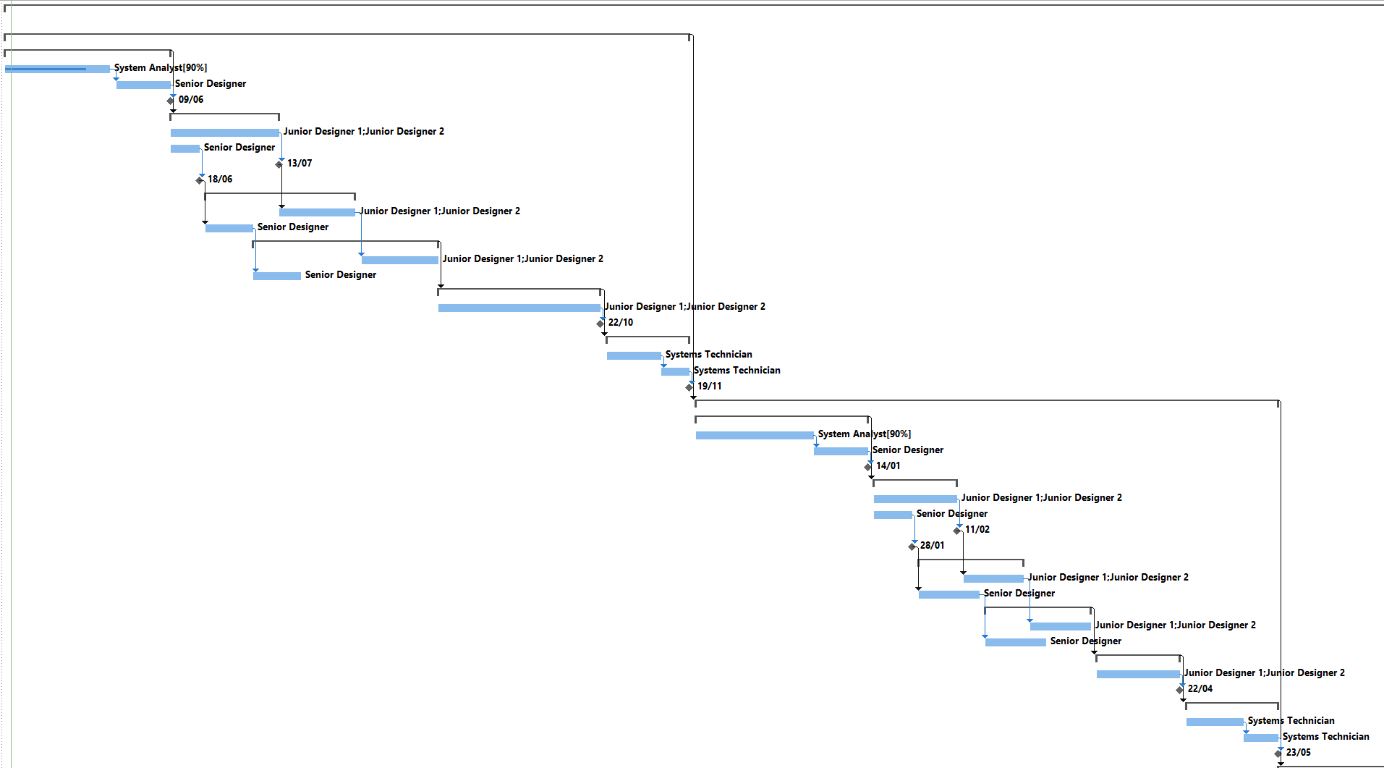 System Analyst[90%]
Senior Designer
09/06
Junior Designer 1;Junior Designer 2
Senior Designer
13/07
18/06
Junior Designer 1;Junior Designer 2
Senior Designer
Junior Designer 1;Junior Designer 2
Senior Designer
Junior Designer 1;Junior Designer 2
22/10
Systems Technician
Systems Technician
19/11
System Analyst[90%]
Senior Designer
14/01
Junior Designer 1;Junior Designer 2
Senior Designer
11/02
28/01
Junior Designer 1;Junior Designer 2
Senior Designer
Junior Designer 1;Junior Designer 2
Senior Designer
Junior Designer 1;Junior Designer 2
22/04
Systems Technician
Systems Technician
23/05